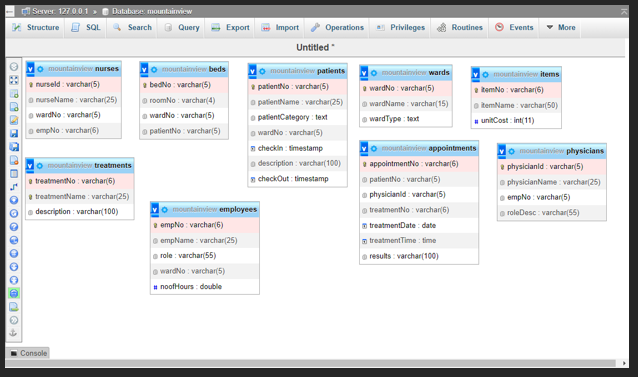 Server: 127.0.0.1 » Database: mountainview
Structure SQL Search Query Export Import Operations Privileges Routines Events More
Untitled *
mountainview nurses
nurseId : varchar(5)
nurseName : varchar(25)
wardNo : varchar(5)
empNo : varchar(6)
mountainview beds
bedNo : varchar(5)
roomNo : varchar(4)
wardNo : varchar(5)
patientNo : varchar(5)
mountainview patients
patientNo : varchar(5)
patientName : varchar(25)
patientCategory : text
wardNo : varchar(5)
checkIn : timestamp
description : varchar(100)
checkOut : timestamp
mountainview wards
wardNo : varchar(5)
wardName : varchar(15)
wardType : text
mountainview items
itemNo : varchar(6)
itemName : varchar(50)
unitCost : int(11)
mountainview treatments
treatmentNo : varchar(6)
treatmentName : varchar(25)
description : varchar(100)
mountainview employees
empNo : varchar(6)
empName : varchar(25)
role : varchar(55)
wardNo : varchar(5)
noofHours : double
mountainview appointments
appointmentNo : varchar(6)
patientNo : varchar(5)
physicianId : varchar(5)
treatmentNo : varchar(6)
treatmentDate : date
treatmentTime : time
results : varchar(100)
mountainview physicians
physicianId : varchar(5)
physicianName : varchar(25)
empNo : varchar(5)
roleDesc : varchar(55)
Console